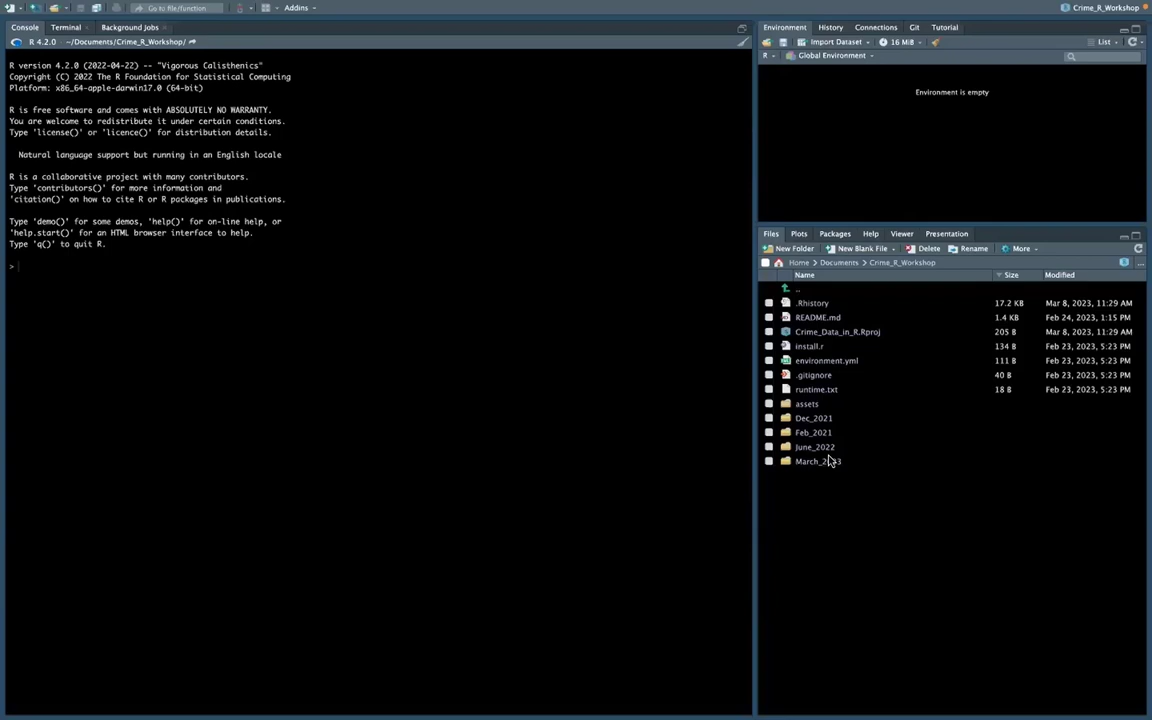 Go to file/function
Addins
Crime_R_Workshop
Console Terminal Background Jobs
R 4.2.0 · ~/Documents/Crime_R_Workshop/
R version 4.2.0 (2022-04-22) -- "Vigorous Calisthenics"
Copyright (C) 2022 The R Foundation for Statistical Computing
Platform: x86_64-apple-darwin17.0 (64-bit)
R is free software and comes with ABSOLUTELY NO WARRANTY.
You are welcome to redistribute it under certain conditions.
Type 'license()' or 'licence()' for distribution details.
Natural language support but running in an English locale
R is a collaborative project with many contributors.
Type 'contributors()' for more information and
'citation()' on how to cite R or R packages in publications.
Type 'demo()' for some demos, 'help()' for on-line help, or
'help.start()' for an HTML browser interface to help.
Type 'q()' to quit R.
>
Environment History Connections Git Tutorial
Import Dataset 16 MiB List
R Global Environment
Environment is empty
Files Plots Packages Help Viewer Presentation
New Folder New Blank File Delete Rename More
Home Documents Crime_R_Workshop ...
Name Size Modified
..
.Rhistory 17.2 KB Mar 8, 2023, 11:29 AM
README.md 1.4 KB Feb 24, 2023, 1:15 PM
Crime_Data_in_R.Rproj 205 B Mar 8, 2023, 11:29 AM
install.r 134 B Feb 23, 2023, 5:23 PM
environment.yml 111 B Feb 23, 2023, 5:23 PM
.gitignore 40 B Feb 23, 2023, 5:23 PM
runtime.txt 18 B Feb 23, 2023, 5:23 PM
assets
Dec_2021
Feb_2021
June_2022